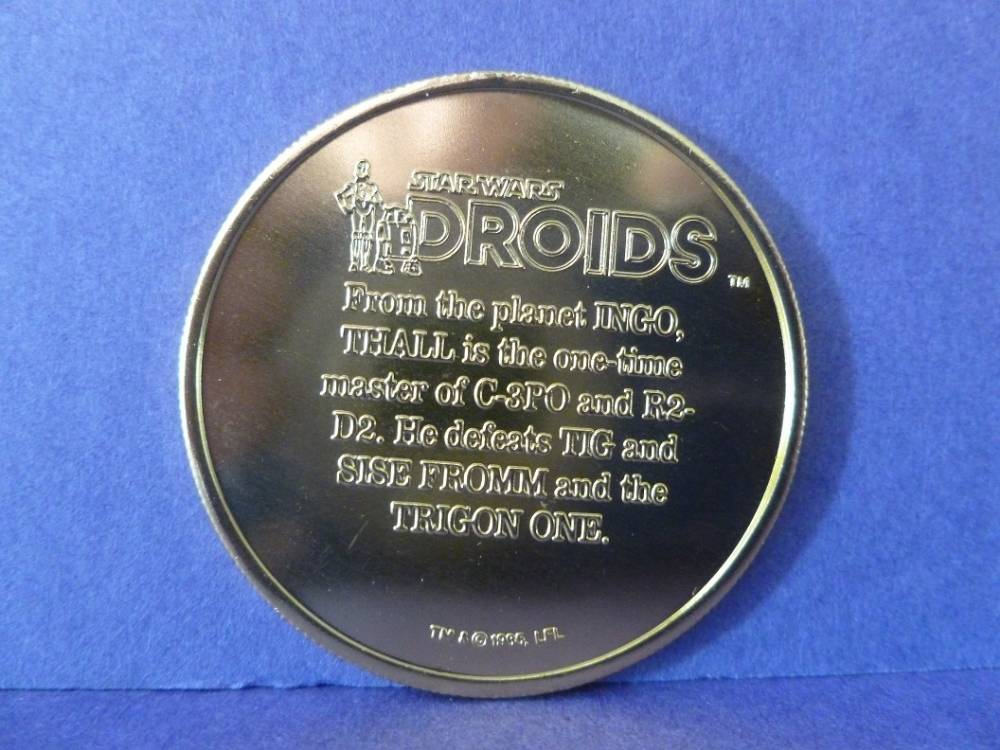 STAR WARS
DROIDS
TM
From the planet INGO,
THALL is the one-time
master of C-3PO and R2-
D2. He defeats TIG and
SISE FROMM and the
TRIGON ONE.
TM & © 1985, LFL